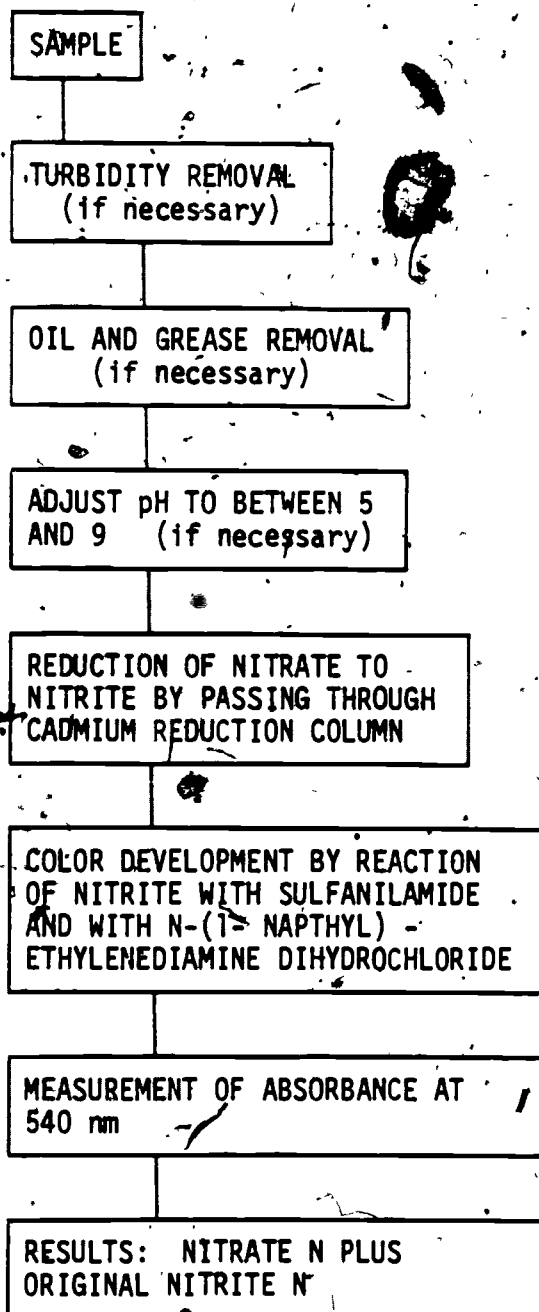 SAMPLE
TURBIDITY REMOVAL
(if necessary)
OIL AND GREASE REMOVAL
(if necessary)
ADJUST pH TO BETWEEN 5
AND 9 (if necessary)
REDUCTION OF NITRATE TO
NITRITE BY PASSING THROUGH
CADMIUM REDUCTION COLUMN
COLOR DEVELOPMENT BY REACTION
OF NITRITE WITH SULFANILAMIDE
AND WITH N-(1- NAPTHYL) -
ETHYLENEDIAMINE DIHYDROCHLORIDE
MEASUREMENT OF ABSORBANCE AT
540 nm
RESULTS: NITRATE N PLUS
ORIGINAL NITRITE N